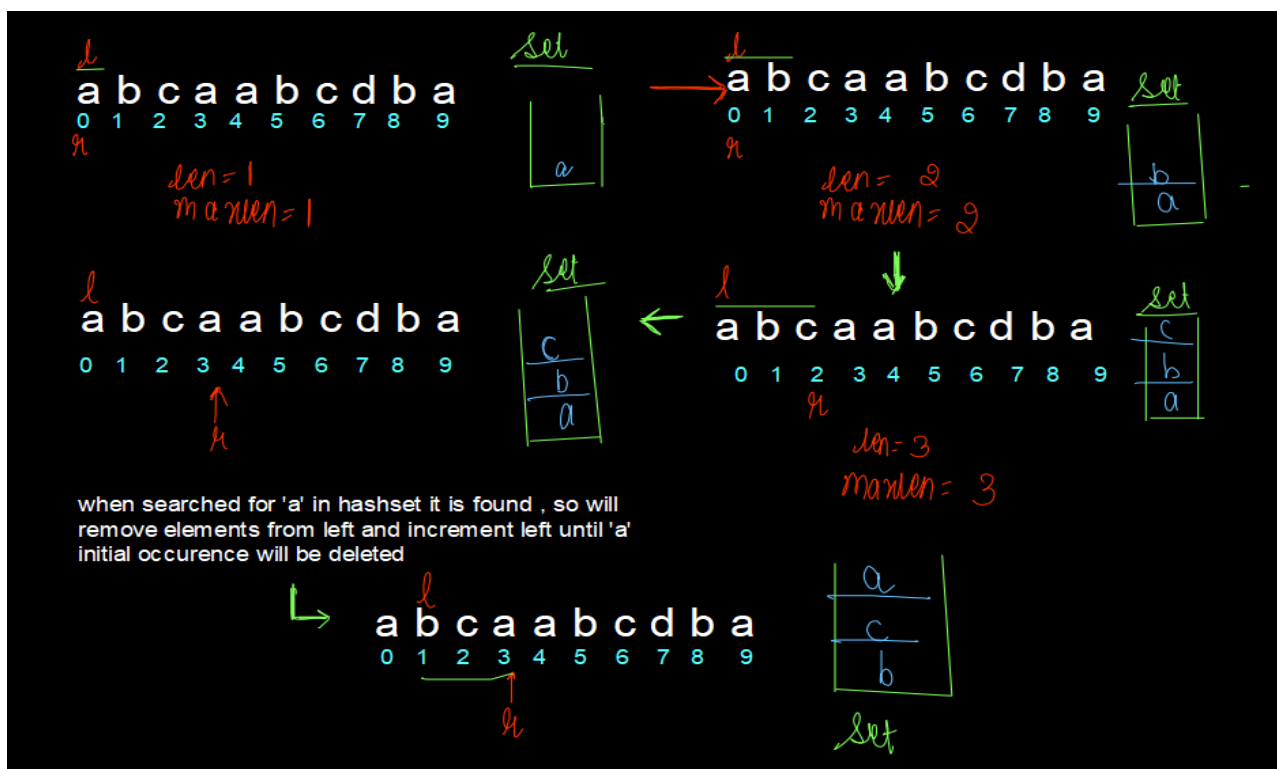 l
set
a b c a a b c d b a
0 1 2 3 4 5 6 7 8 9
r
a
len = 1
maxlen = 1
l
set
a b c a a b c d b a
0 1 2 3 4 5 6 7 8 9
r
b
a
len = 2
maxlen = 2
l
set
a b c a a b c d b a
0 1 2 3 4 5 6 7 8 9
r
c
b
a
len = 3
maxlen = 3
l
set
a b c a a b c d b a
0 1 2 3 4 5 6 7 8 9
r
c
b
a
when searched for 'a' in hashset it is found , so will
remove elements from left and increment left until 'a'
initial occurence will be deleted
l
a b c a a b c d b a
0 1 2 3 4 5 6 7 8 9
r
a
c
b
set